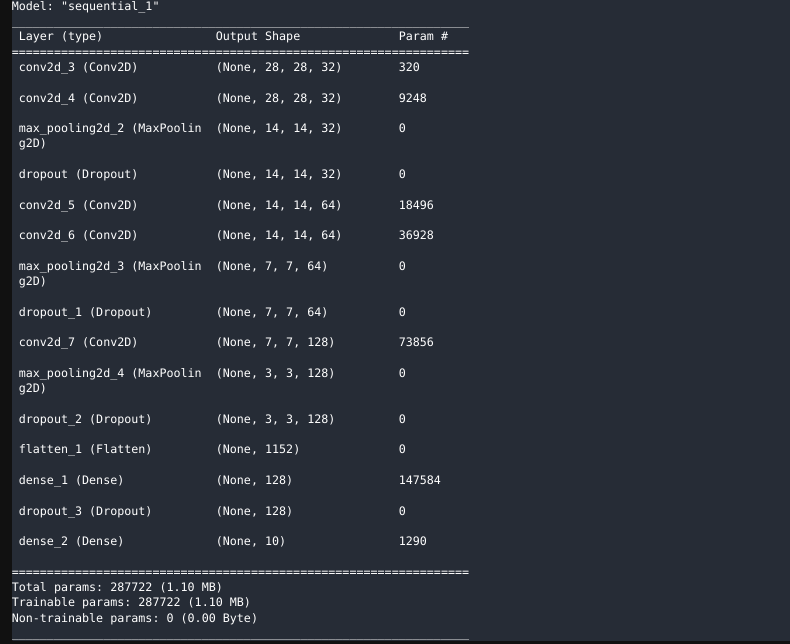 Model: "sequential_1"
Layer (type) Output Shape Param #
conv2d_3 (Conv2D) (None, 28, 28, 32) 320
conv2d_4 (Conv2D) (None, 28, 28, 32) 9248
max_pooling2d_2 (MaxPoolin (None, 14, 14, 32) 0
g2D)
dropout (Dropout) (None, 14, 14, 32) 0
conv2d_5 (Conv2D) (None, 14, 14, 64) 18496
conv2d_6 (Conv2D) (None, 14, 14, 64) 36928
max_pooling2d_3 (MaxPoolin (None, 7, 7, 64) 0
g2D)
dropout_1 (Dropout) (None, 7, 7, 64) 0
conv2d_7 (Conv2D) (None, 7, 7, 128) 73856
max_pooling2d_4 (MaxPoolin (None, 3, 3, 128) 0
g2D)
dropout_2 (Dropout) (None, 3, 3, 128) 0
flatten_1 (Flatten) (None, 1152) 0
dense_1 (Dense) (None, 128) 147584
dropout_3 (Dropout) (None, 128) 0
dense_2 (Dense) (None, 10) 1290
Total params: 287722 (1.10 MB)
Trainable params: 287722 (1.10 MB)
Non-trainable params: 0 (0.00 Byte)